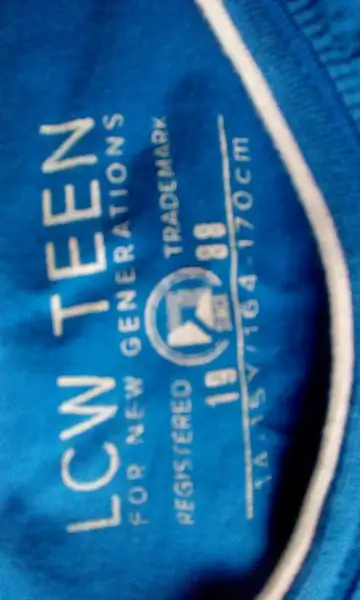 LCW TEEN
FOR NEW GENERATIONS
REGISTERED TRADEMARK
19 88
14-15Y/164-170cm